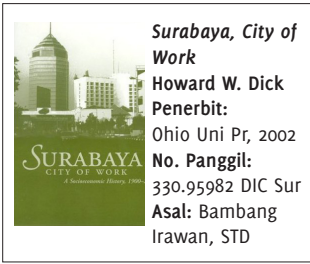 SURABAYA
CITY OF WORK
A Socioeconomic History, 1900-
Surabaya, City of
Work
Howard W. Dick
Penerbit:
Ohio Uni Pr, 2002
No. Panggil:
330.95982 DIC Sur
Asal: Bambang
Irawan, STD